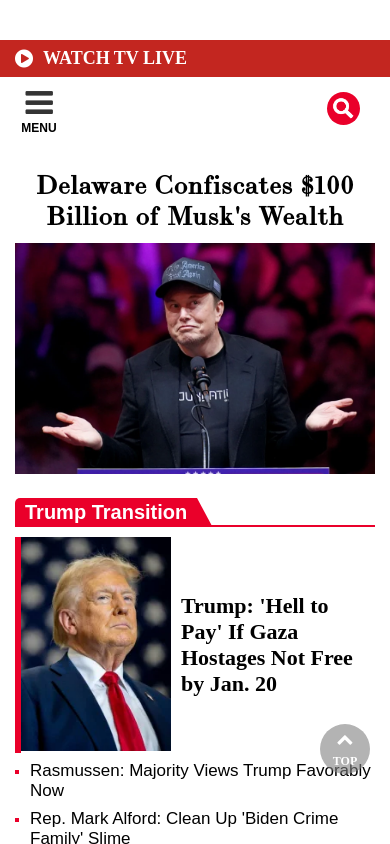 WATCH TV LIVE
MENU
Delaware Confiscates $100
Billion of Musk's Wealth
Trump Transition
Trump: 'Hell to
Pay' If Gaza
Hostages Not Free
by Jan. 20
TOP
Rasmussen: Majority Views Trump Favorably
Now
Rep. Mark Alford: Clean Up 'Biden Crime
Family' Slime